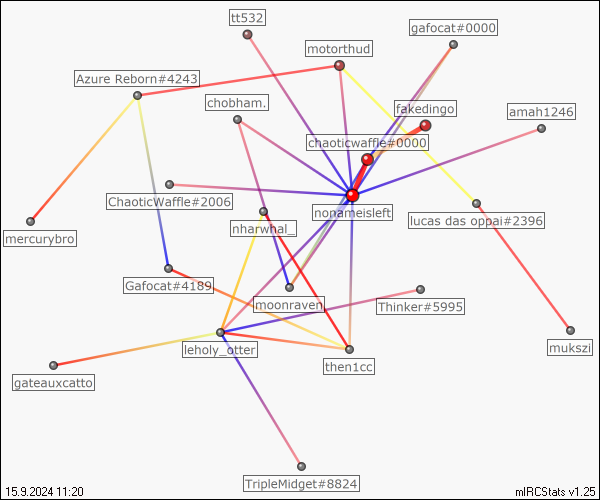 tt532
gafocat#0000
motorthud
Azure Reborn#4243
chobham.
fakedingo
amah1246
chaoticwaffle#0000
ChaoticWaffle#2006
nonameisleft
lucas das oppai#2396
nharwhal_
mercurybro
Gafocat#4189
moonraven
Thinker#5995
leholy_otter
mukszi
then1cc
gateauxcatto
TripleMidget#8824
15.9.2024 11:20
mIRCStats v1.25